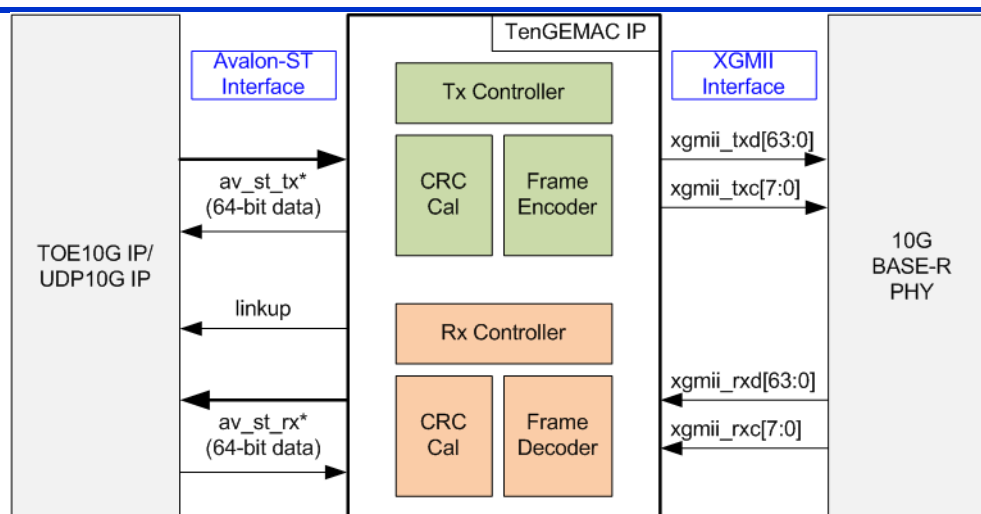 TenGEMAC IP
Avalon-ST
Interface
XGMII
Interface
Tx Controller
CRC
Cal
Frame
Encoder
av_st_tx*
(64-bit data)
xgmii_txd[63:0]
xgmii_txc[7:0]
TOE10G IP/
UDP10G IP
10G
BASE-R
PHY
linkup
Rx Controller
CRC
Cal
Frame
Decoder
av_st_rx*
(64-bit data)
xgmii_rxd[63:0]
xgmii_rxc[7:0]